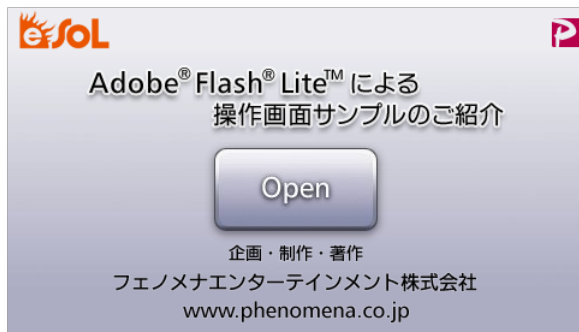 eSOL
P
Adobe® Flash® Lite™ による
操作画面サンプルのご紹介
Open
企画・制作・著作
フェノメナエンターテインメント株式会社
www.phenomena.co.jp